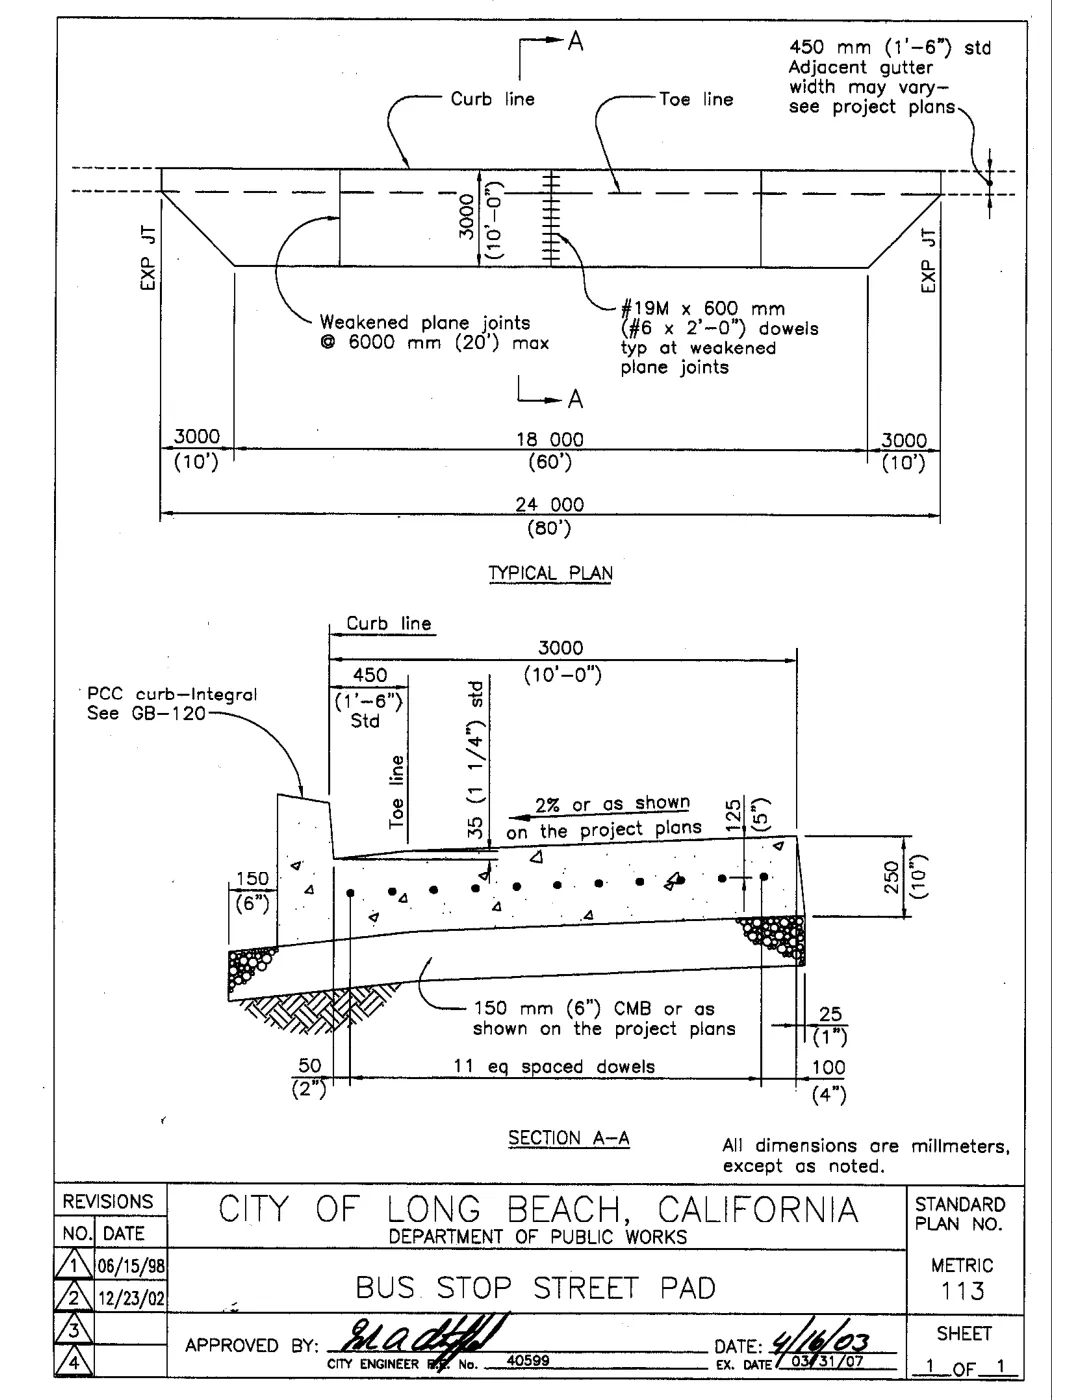 A
450 mm (1'-6") std
Adjacent gutter
width may vary-
see project plans
Curb line
Toe line
3000
(10'-0")
EXP JT
EXP JT
Weakened plane joints
@ 6000 mm (20') max
#19M x 600 mm
(#6 x 2'-0") dowels
typ at weakened
plane joints
A
3000
(10')
18 000
(60')
3000
(10')
24 000
(80')
TYPICAL PLAN
Curb line
3000
(10'-0")
450
(1'-6")
Std
PCC curb-Integral
See GB-120
Toe line
35 (1 1/4") std
2% or as shown
on the project plans
125
(5")
250
(10")
150
(6")
150 mm (6") CMB or as
shown on the project plans
25
(1")
50
(2")
11 eq spaced dowels
100
(4")
SECTION A-A
All dimensions are millmeters,
except as noted.
REVISIONS
NO. DATE
1 06/15/98
2 12/23/02
3
4
CITY OF LONG BEACH, CALIFORNIA
DEPARTMENT OF PUBLIC WORKS
BUS STOP STREET PAD
APPROVED BY:
CITY ENGINEER R.E. No. 40599
DATE: 4/16/03
EX. DATE 03/31/07
STANDARD
PLAN NO.
METRIC
113
SHEET
1 OF 1